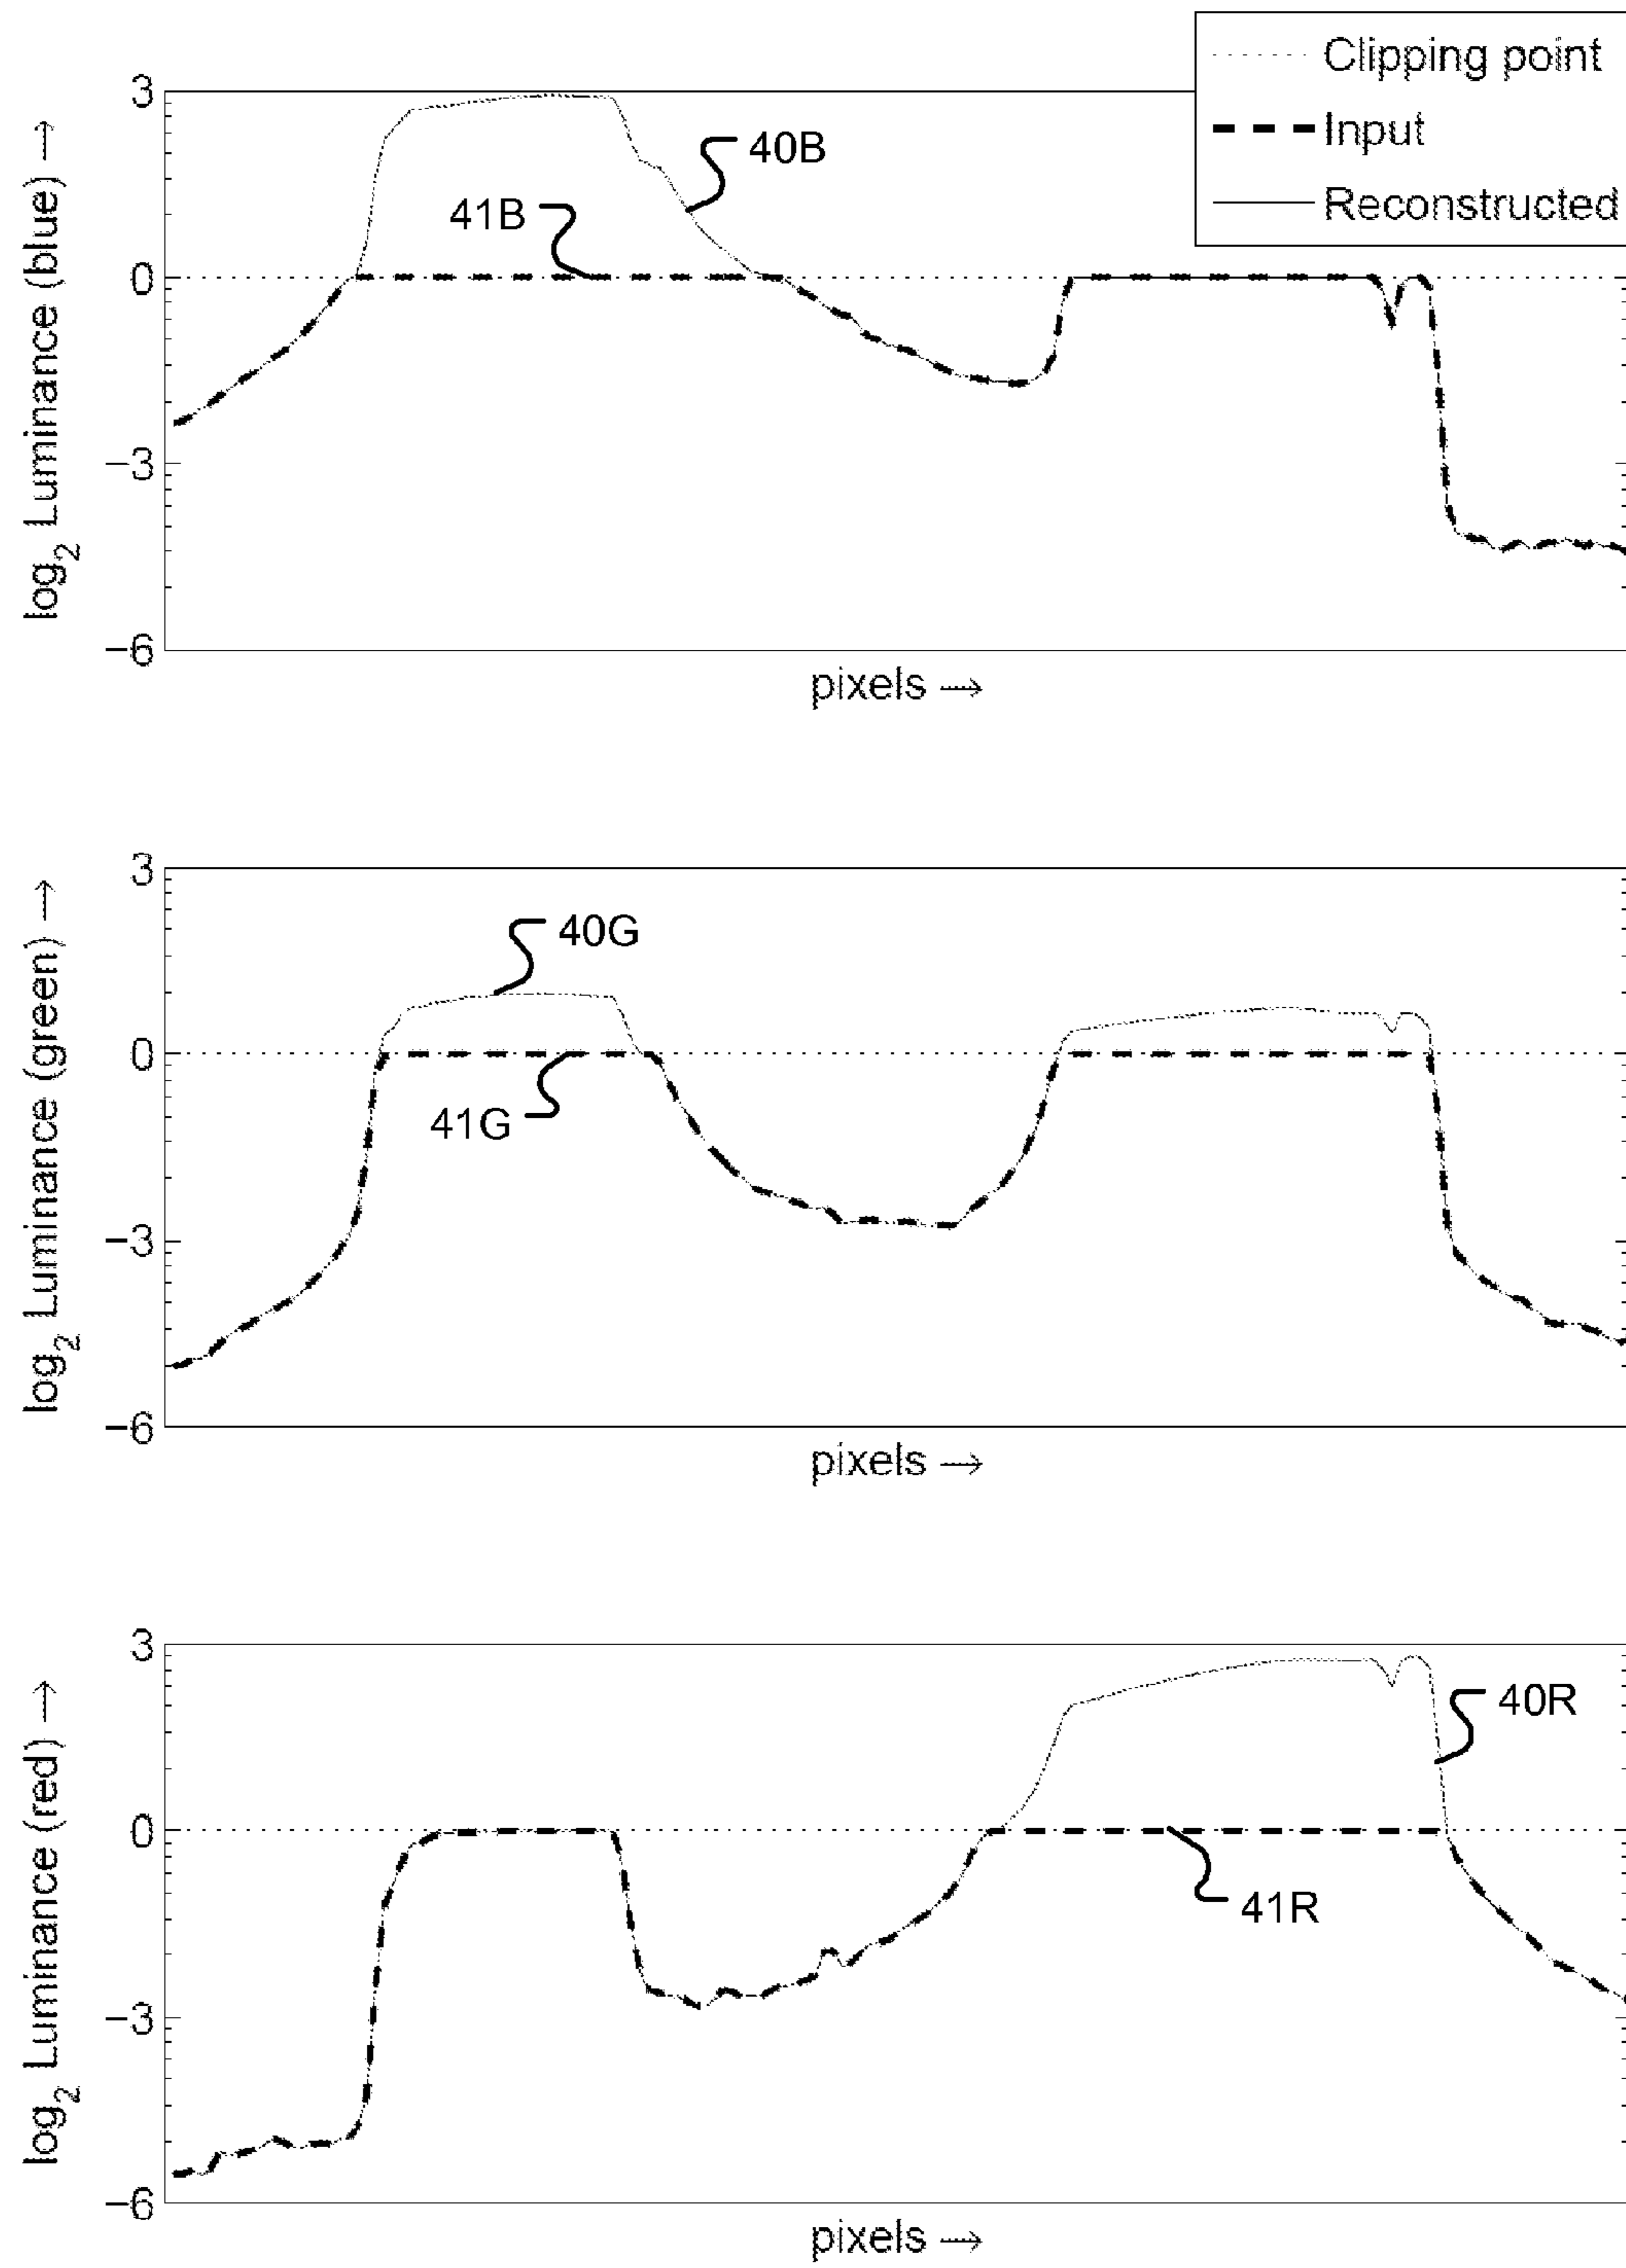 Clipping point
Input
Reconstructed
log₂ Luminance (blue) →
3
0
−3
−6
40B
41B
pixels →
log₂ Luminance (green) →
3
0
−3
−6
40G
41G
pixels →
log₂ Luminance (red) →
3
0
−3
−6
40R
41R
pixels →